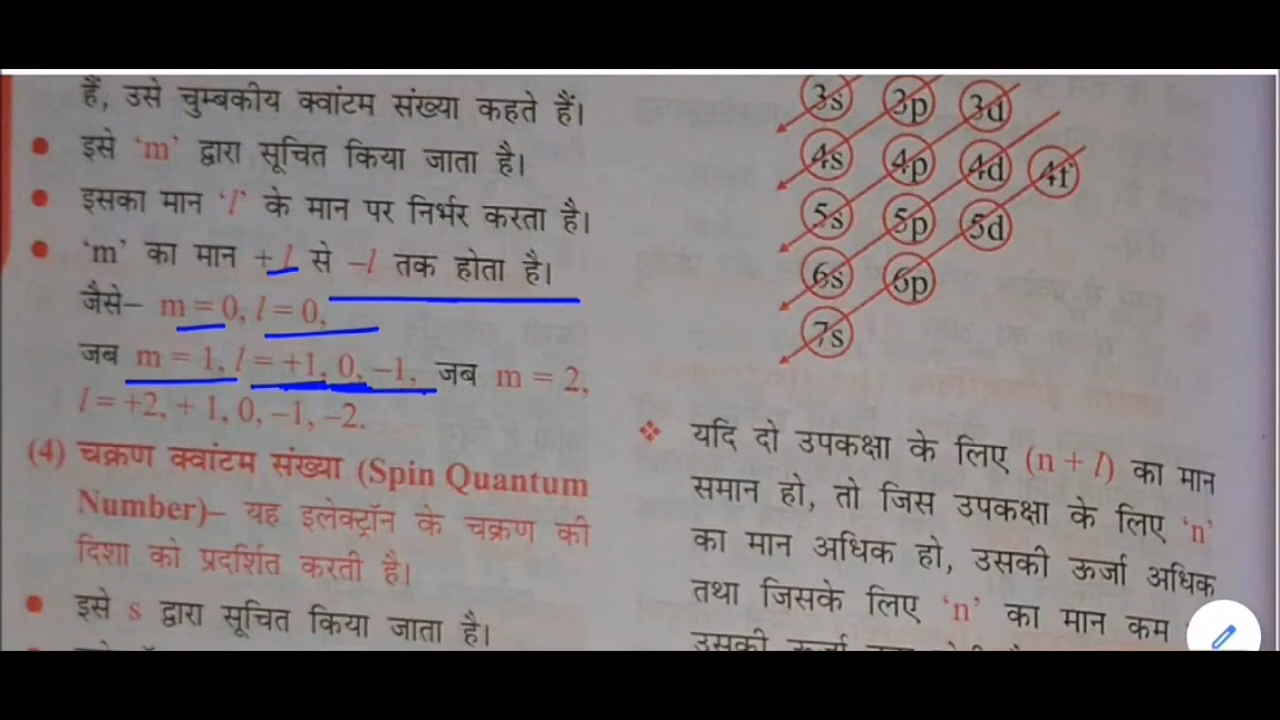 हैं, उसे चुम्बकीय क्वांटम संख्या कहते हैं।
• इसे 'm' द्वारा सूचित किया जाता है।
• इसका मान 'l' के मान पर निर्भर करता है।
• 'm' का मान +l से –l तक होता है।
जैसे– m = 0, l = 0,
जब m = 1, l = +1, 0, –1, जब m = 2,
l = +2, + 1, 0, –1, –2.
(4) चक्रण क्वांटम संख्या (Spin Quantum
Number)– यह इलेक्ट्रॉन के चक्रण की
दिशा को प्रदर्शित करती है।
• इसे s द्वारा सूचित किया जाता है।
3s 3p 3d
4s 4p 4d 4f
5s 5p 5d
6s 6p
7s
❖ यदि दो उपकक्षा के लिए (n + l) का मान
समान हो, तो जिस उपकक्षा के लिए 'n'
का मान अधिक हो, उसकी ऊर्जा अधिक
तथा जिसके लिए 'n' का मान कम
उसकी ऊर्जा